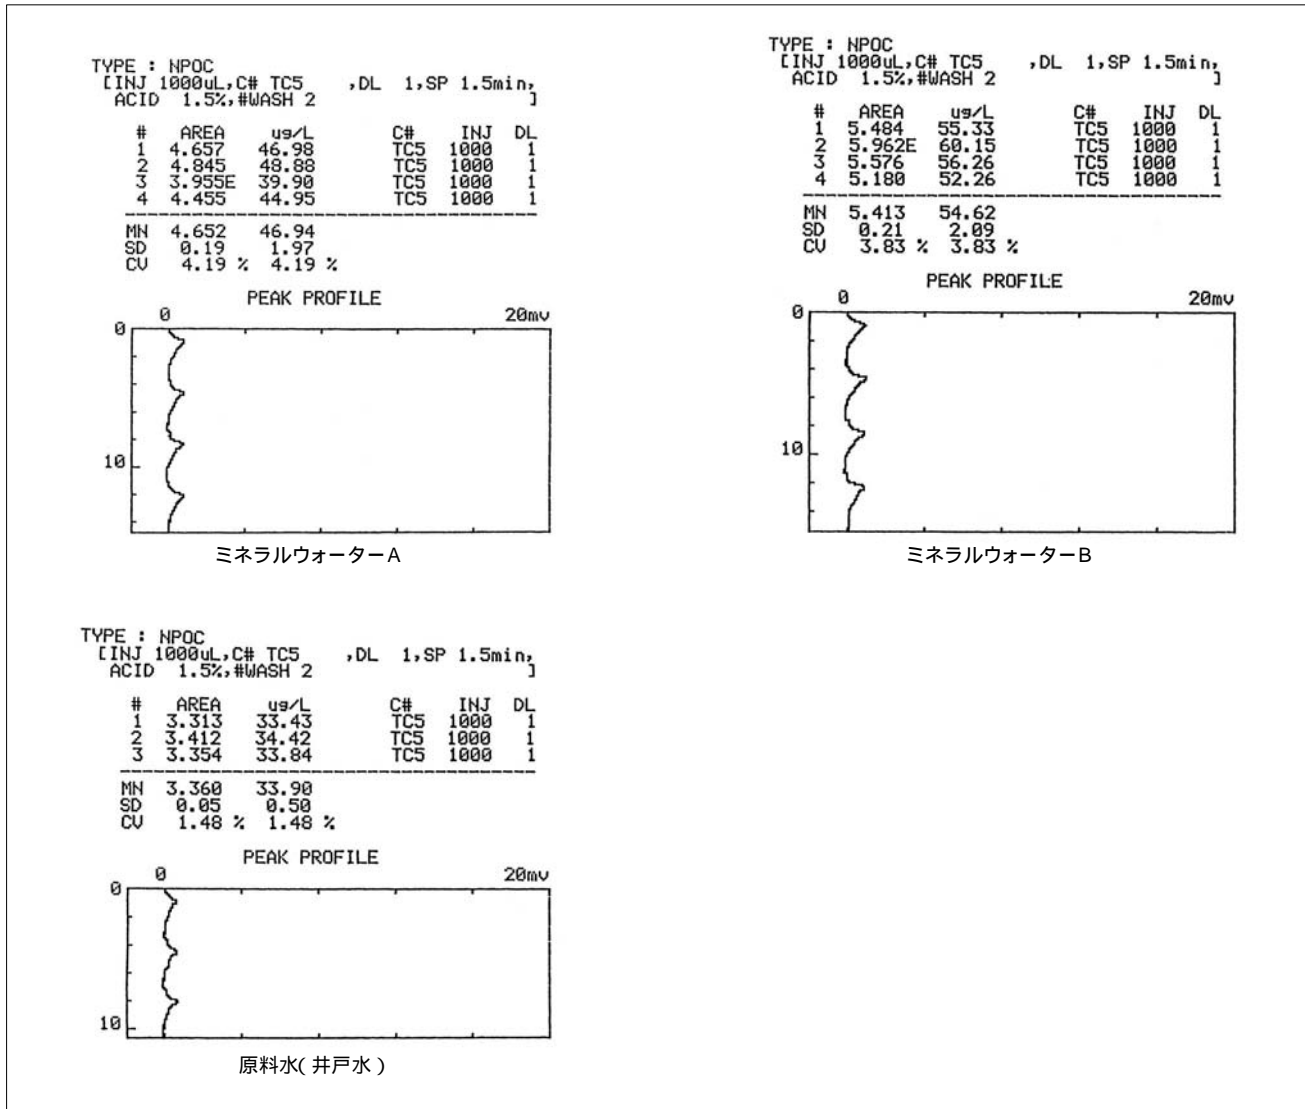 TYPE : NPOC
[INJ 1000uL,C# TC5 ,DL 1,SP 1.5min,
ACID 1.5%,#WASH 2 ]
# AREA ug/L C# INJ DL
1 4.657 46.98 TC5 1000 1
2 4.845 48.88 TC5 1000 1
3 3.955E 39.90 TC5 1000 1
4 4.455 44.95 TC5 1000 1
MN 4.652 46.94
SD 0.19 1.97
CV 4.19 % 4.19 %
PEAK PROFILE
0 20mv
0
10
ミネラルウォーターA
TYPE : NPOC
[INJ 1000uL,C# TC5 ,DL 1,SP 1.5min,
ACID 1.5%,#WASH 2 ]
# AREA ug/L C# INJ DL
1 5.484 55.33 TC5 1000 1
2 5.962E 60.15 TC5 1000 1
3 5.576 56.26 TC5 1000 1
4 5.180 52.26 TC5 1000 1
MN 5.413 54.62
SD 0.21 2.09
CV 3.83 % 3.83 %
PEAK PROFILE
0 20mv
0
10
ミネラルウォーターB
TYPE : NPOC
[INJ 1000uL,C# TC5 ,DL 1,SP 1.5min,
ACID 1.5%,#WASH 2 ]
# AREA ug/L C# INJ DL
1 3.313 33.43 TC5 1000 1
2 3.412 34.42 TC5 1000 1
3 3.354 33.84 TC5 1000 1
MN 3.360 33.90
SD 0.05 0.50
CV 1.48 % 1.48 %
PEAK PROFILE
0 20mv
0
10
原料水( 井戸水 )